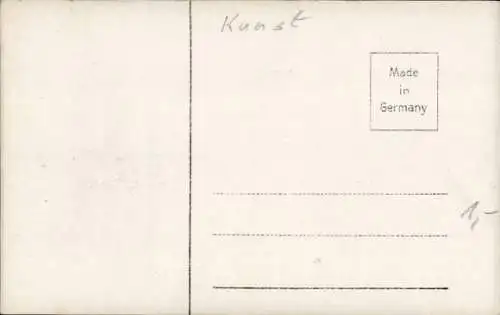 Kunst
Made
in
Germany
1,-